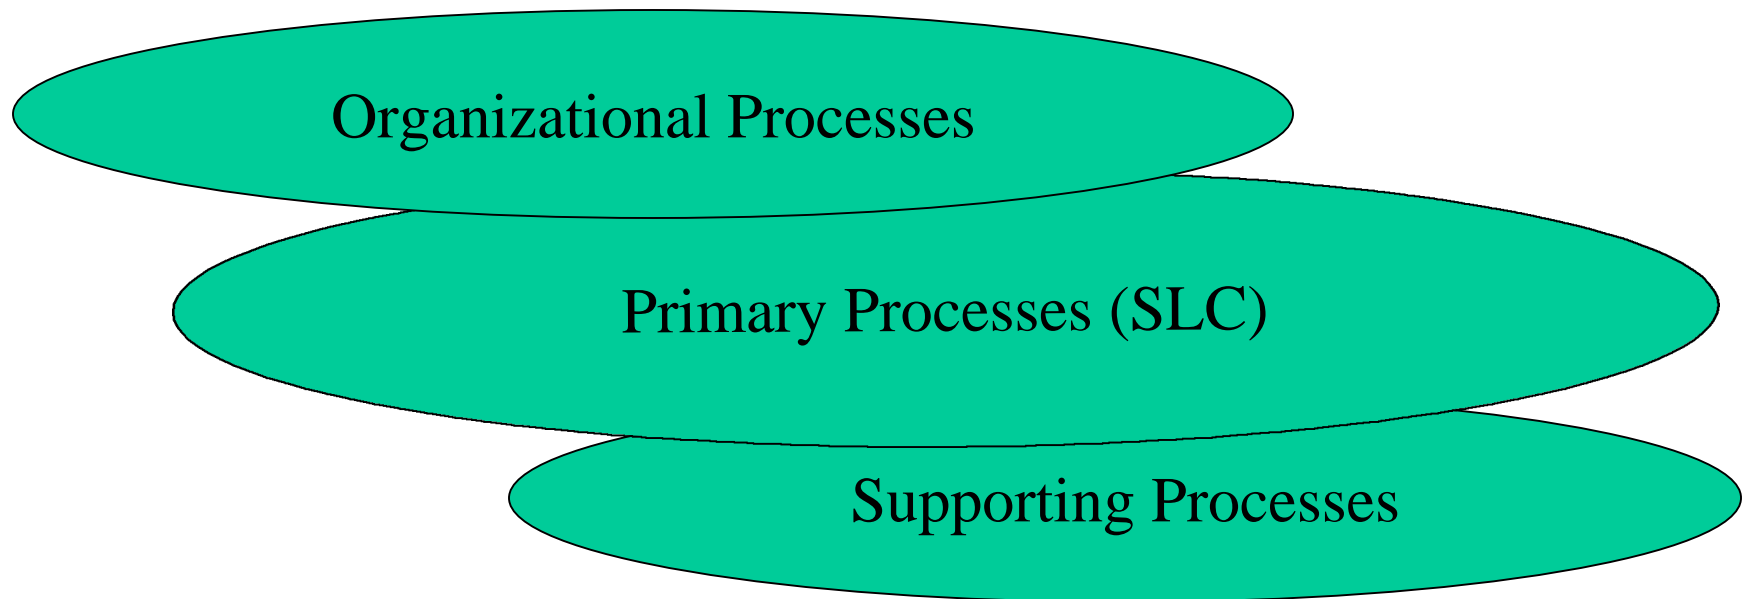 Organizational Processes
Primary Processes (SLC)
Supporting Processes